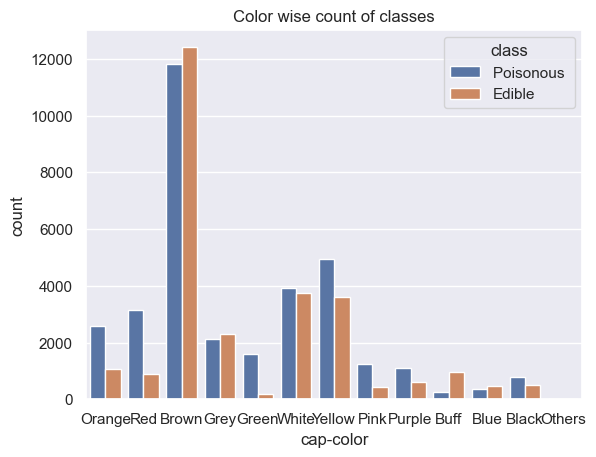 Color wise count of classes
class
Poisonous
Edible
12000
10000
8000
6000
4000
2000
0
count
Orange Red Brown Grey Green White Yellow Pink Purple Buff Blue Black Others
cap-color